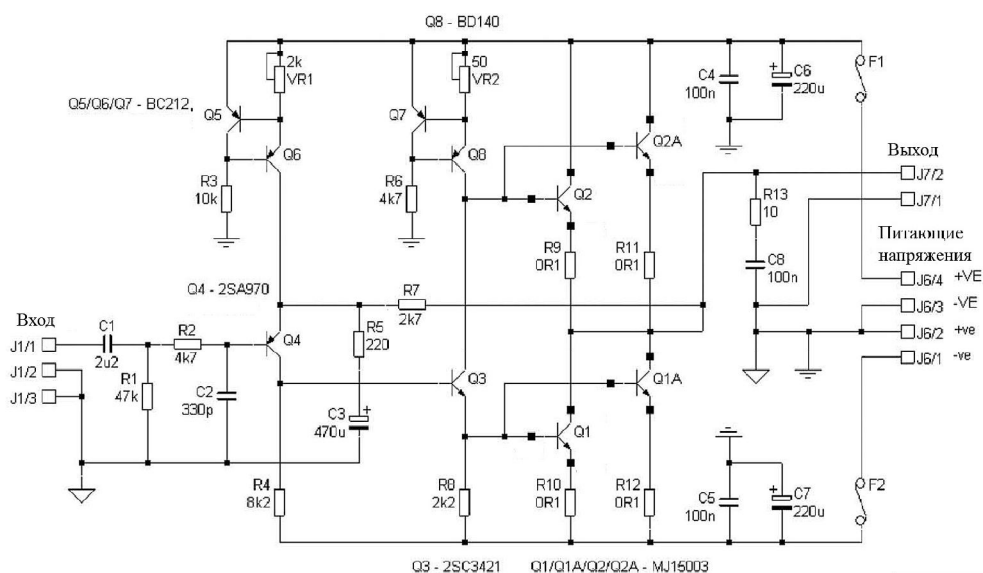 Q8 - BD140
2k
VR1
50
VR2
C4
100n
C6
220u
F1
Q5/Q6/Q7 - BC212,
Q5
Q6
Q7
Q8
Q2A
R3
10k
R6
4k7
Q2
Выход
J7/2
J7/1
R13
10
R9
0R1
R11
0R1
Питающие
напряжения
C8
100n
J6/4 +VE
J6/3 -VE
J6/2 +ve
J6/1 -ve
Q4 - 2SA970
R7
2k7
Вход
J1/1
J1/2
J1/3
C1
2u2
R2
4k7
Q4
R5
220
R1
47k
C2
330p
C3
470u
Q3
Q1A
Q1
R4
8k2
R8
2k2
R10
0R1
R12
0R1
C5
100n
C7
220u
F2
Q3 - 2SC3421
Q1/Q1A/Q2/Q2A - MJ15003